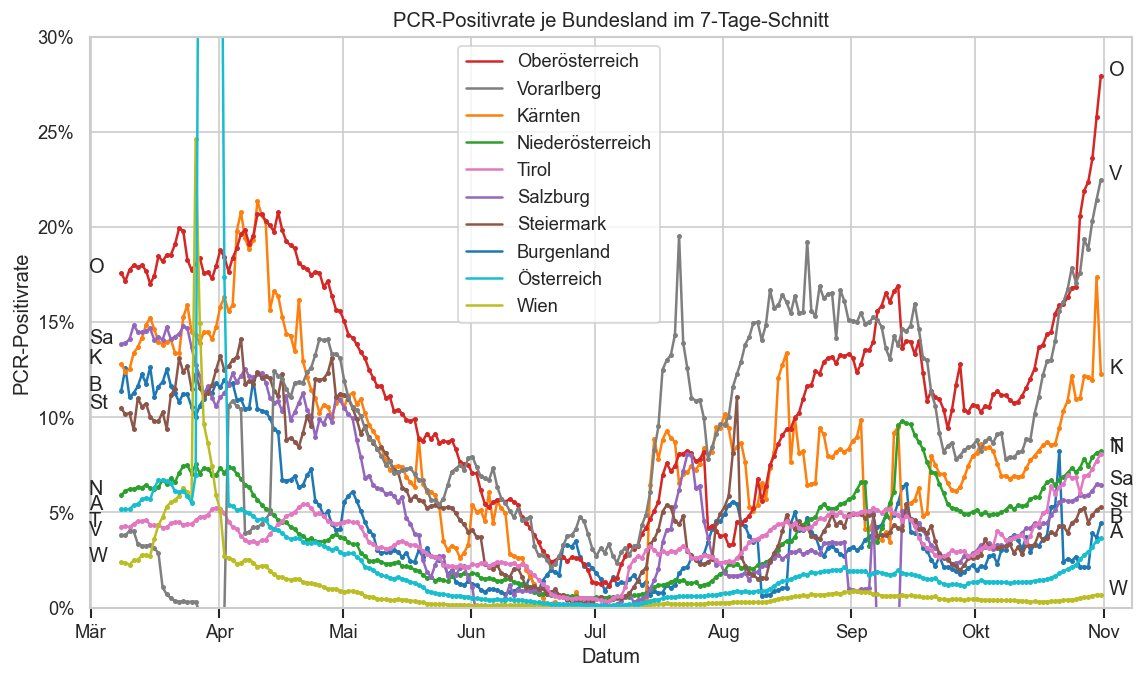 PCR-Positivrate je Bundesland im 7-Tage-Schnitt
30%
25%
20%
15%
10%
5%
0%
PCR-Positivrate
Oberösterreich
Vorarlberg
Kärnten
Niederösterreich
Tirol
Salzburg
Steiermark
Burgenland
Österreich
Wien
O
Sa
K
B
St
N
A
T
V
W
O
V
K
N
T
Sa
St
B
A
W
Mär Apr Mai Jun Jul Aug Sep Okt Nov
Datum